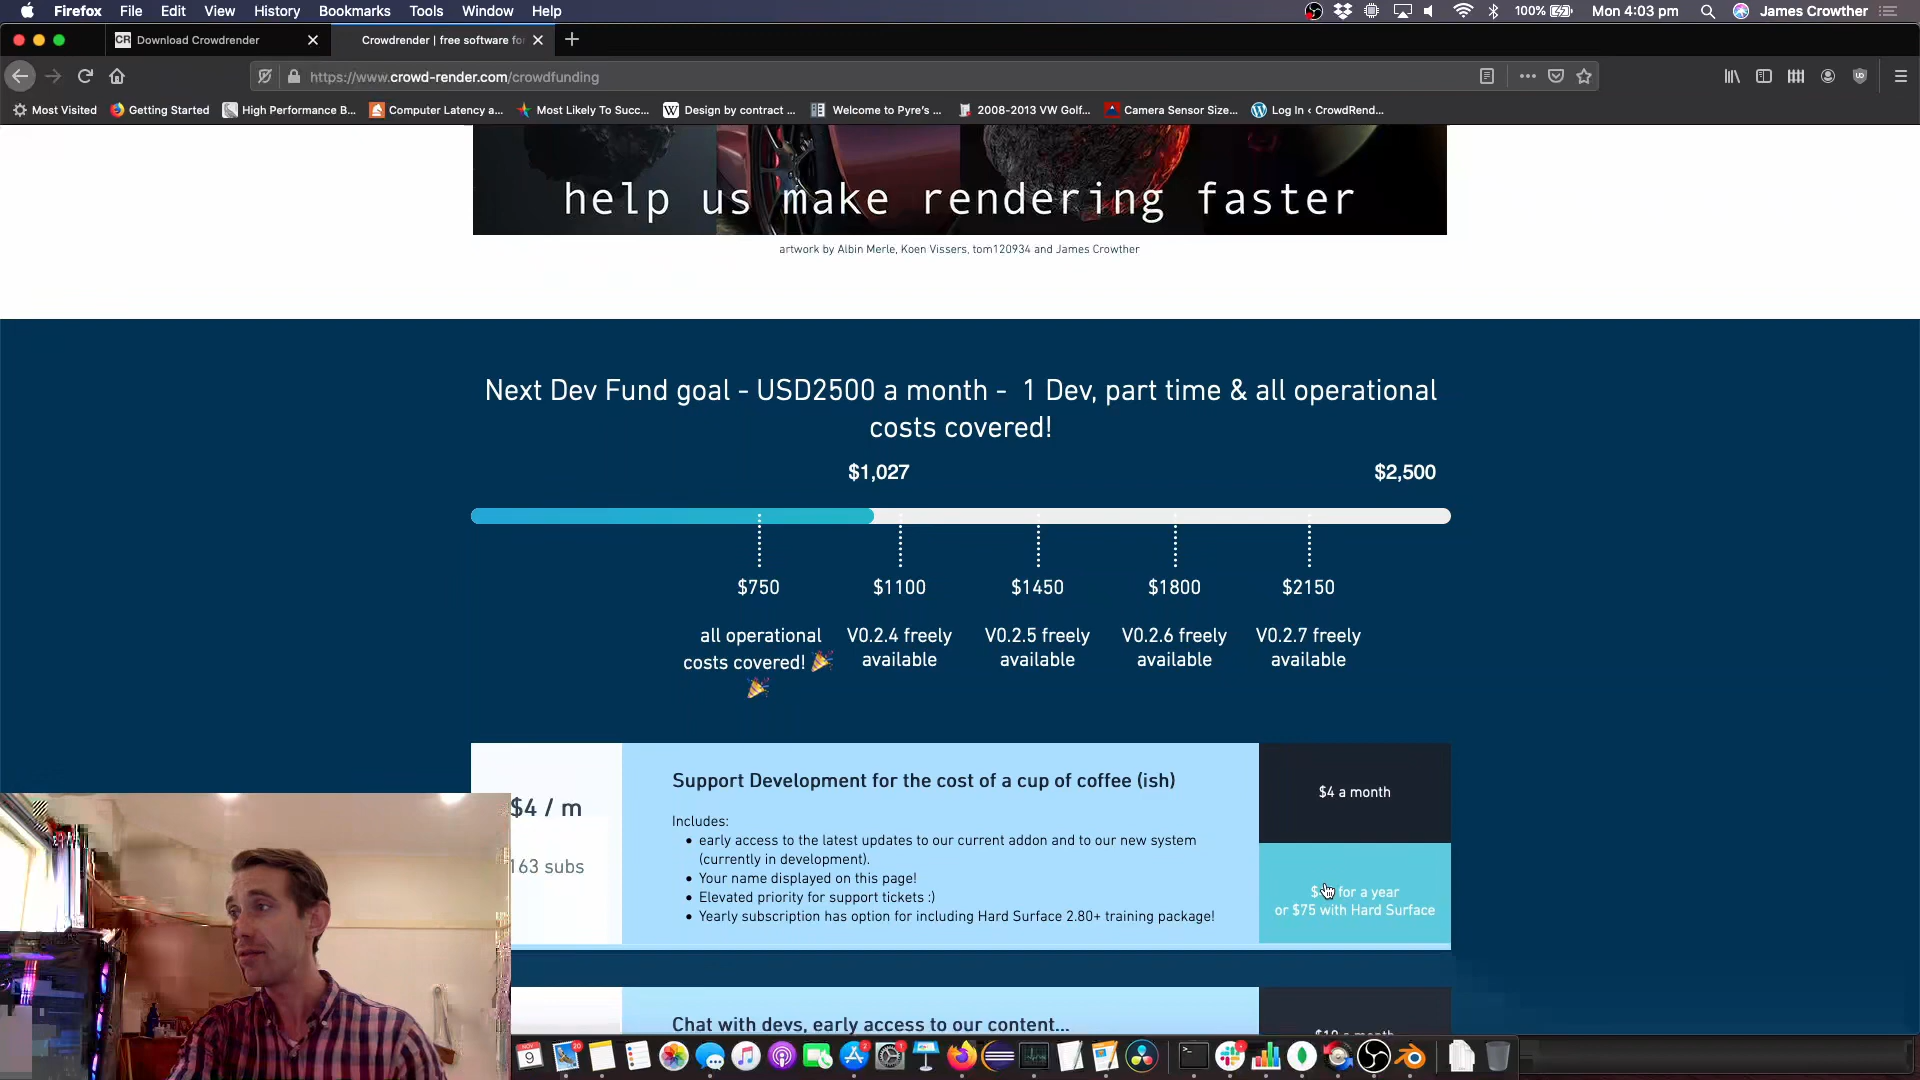 Firefox File Edit View History Bookmarks Tools Window Help 100% Mon 4:03 pm James Crowther
CR Download Crowdrender Crowdrender | free software fo
https://www.crowd-render.com/crowdfunding
Most Visited Getting Started High Performance B... Computer Latency a... Most Likely To Succ... Design by contract ... Welcome to Pyre's ... 2008-2013 VW Golf... Camera Sensor Size... Log In ‹ CrowdRend...
help us make rendering faster
artwork by Albin Merle, Koen Vissers, tom120934 and James Crowther
Next Dev Fund goal - USD2500 a month - 1 Dev, part time & all operational
costs covered!
$1,027 $2,500
$750 $1100 $1450 $1800 $2150
all operational V0.2.4 freely V0.2.5 freely V0.2.6 freely V0.2.7 freely
costs covered! 🎉 available available available available
🎉
$4 / m
163 subs
Support Development for the cost of a cup of coffee (ish)
Includes:
early access to the latest updates to our current addon and to our new system
(currently in development).
Your name displayed on this page!
Elevated priority for support tickets :)
Yearly subscription has option for including Hard Surface 2.80+ training package!
$4 a month
for a year
or $75 with Hard Surface
Chat with devs, early access to our content...
NOV
9
20
2
1